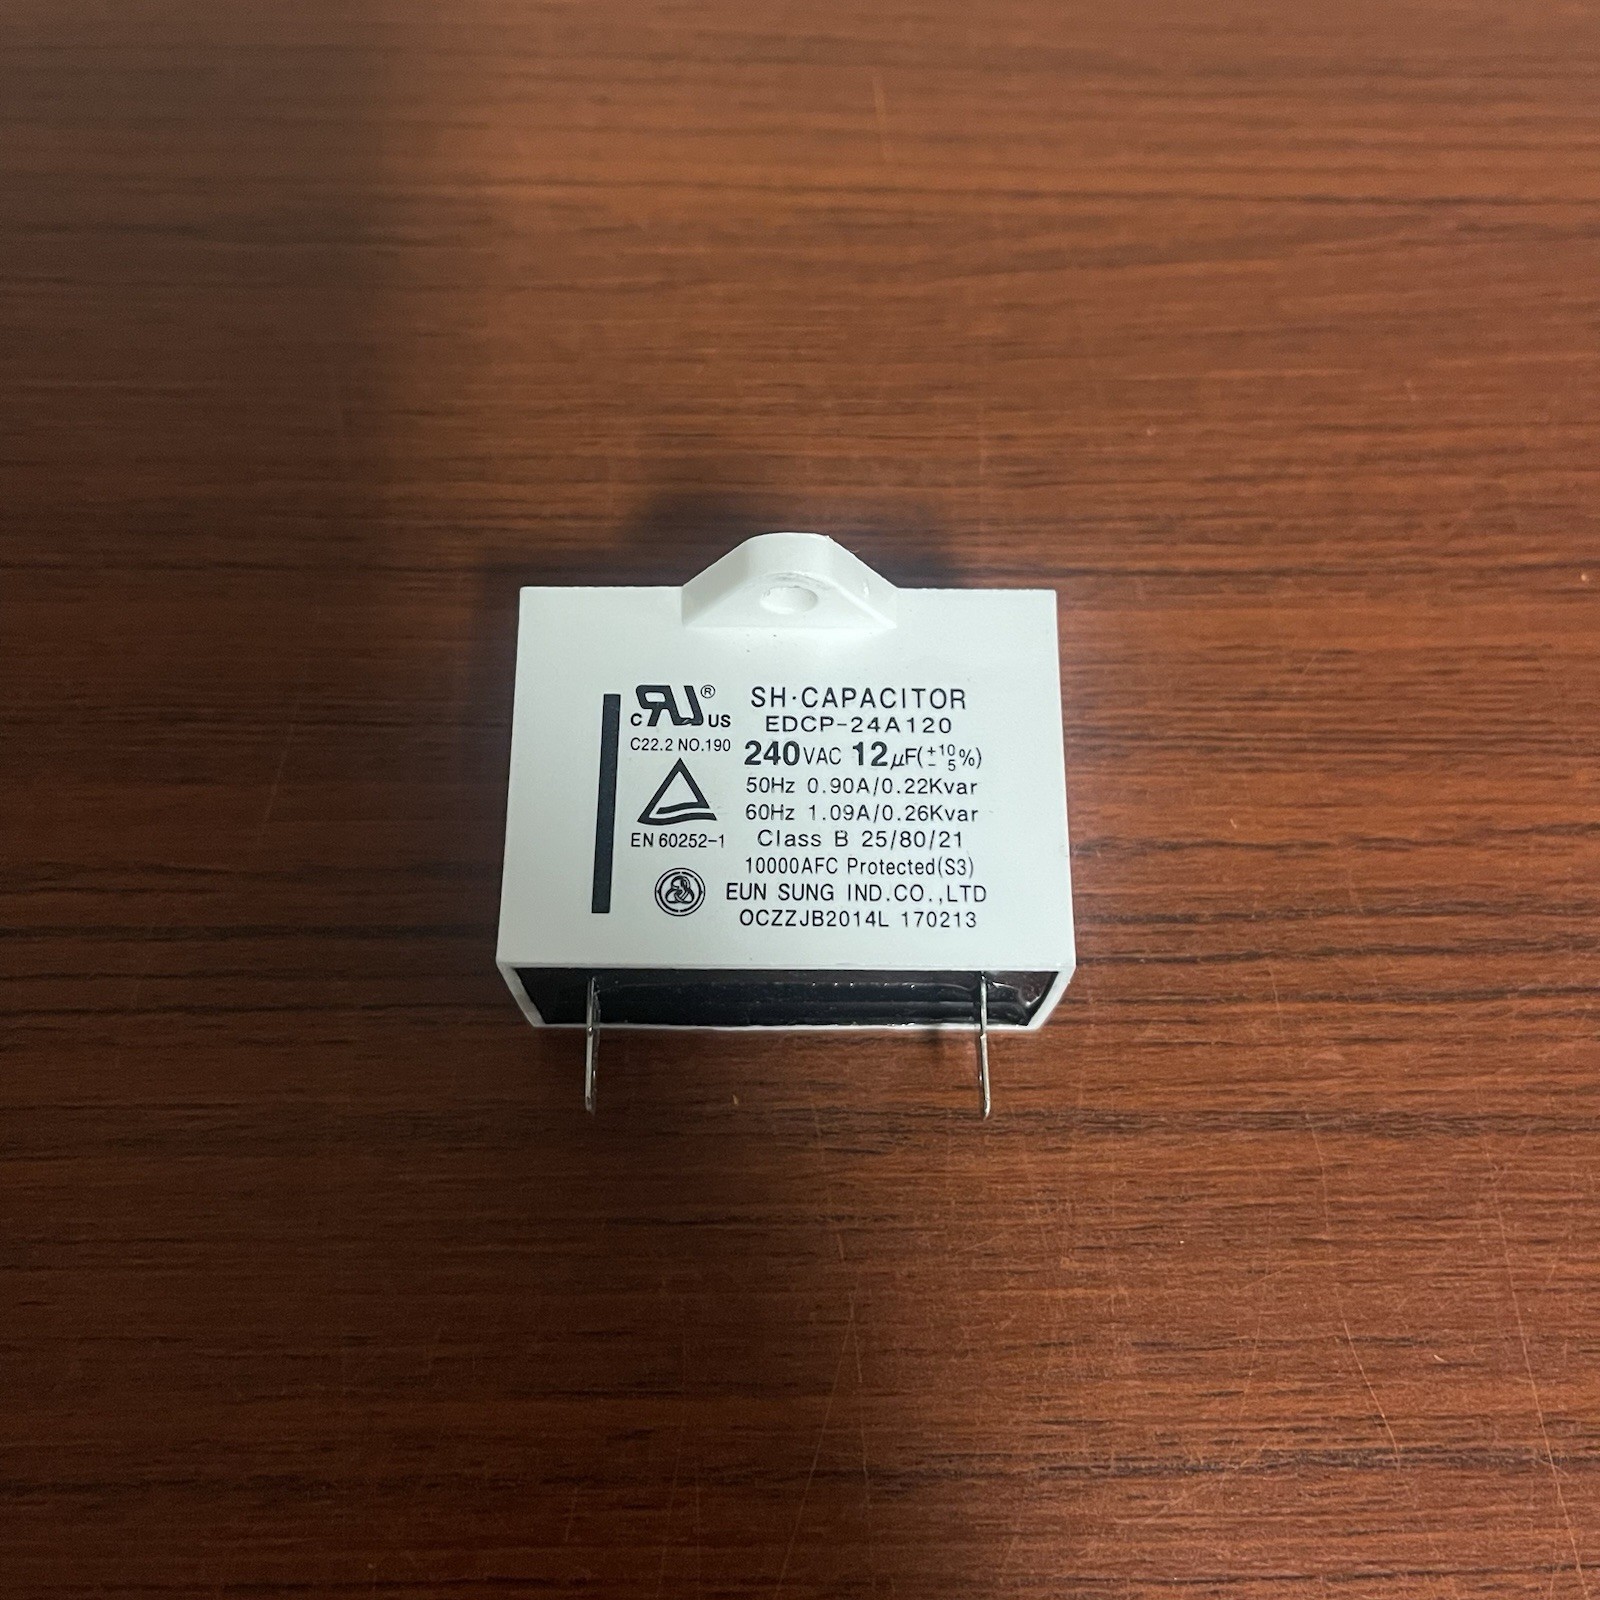 c RU ® US
C22.2 NO.190
EN 60252-1
SH·CAPACITOR
EDCP-24A120
240VAC 12μF(+10 -5%)
50Hz 0.90A/0.22Kvar
60Hz 1.09A/0.26Kvar
Class B 25/80/21
10000AFC Protected(S3)
EUN SUNG IND.CO.,LTD
OCZZJB2014L 170213